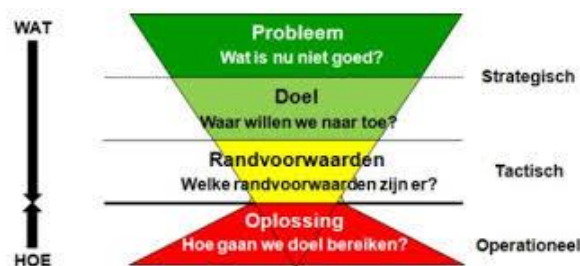 WAT
Probleem
Wat is nu niet goed?
Strategisch
Doel
Waar willen we naar toe?
Randvoorwaarden
Welke randvoorwaarden zijn er?
Tactisch
Oplossing
Hoe gaan we doel bereiken?
Operationeel
HOE